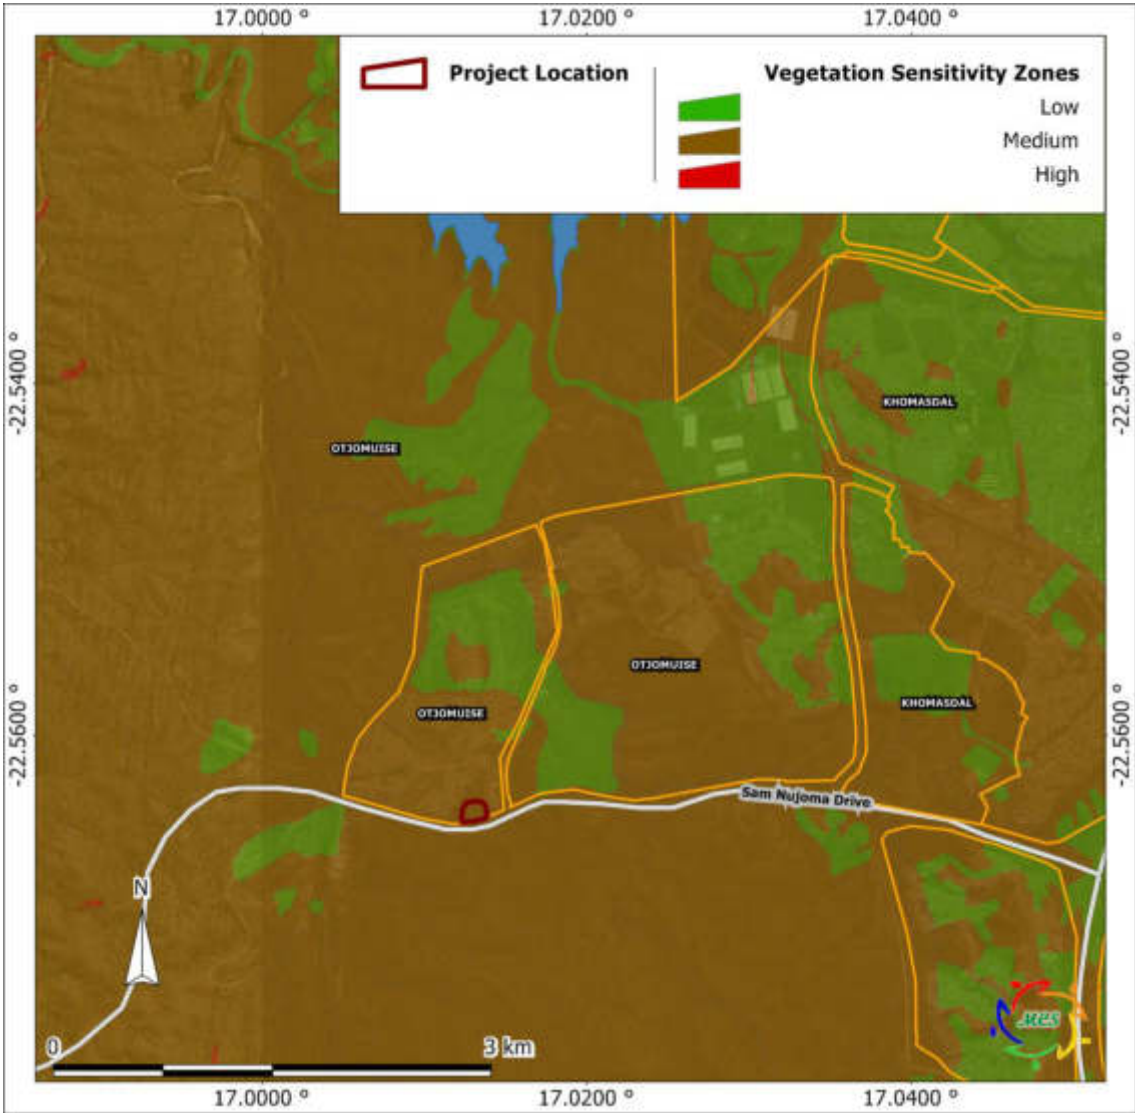 17.0000 ° 17.0200 ° 17.0400 °
Project Location
Vegetation Sensitivity Zones
Low
Medium
High
-22.5400 ° -22.5400 °
KHOMASDAL
OTJOMUISE
OTJOMUISE
KHOMASDAL
OTJOMUISE
-22.5600 ° -22.5600 °
Sam Nujoma Drive
N
MCS
0 3 km
17.0000 ° 17.0200 ° 17.0400 °